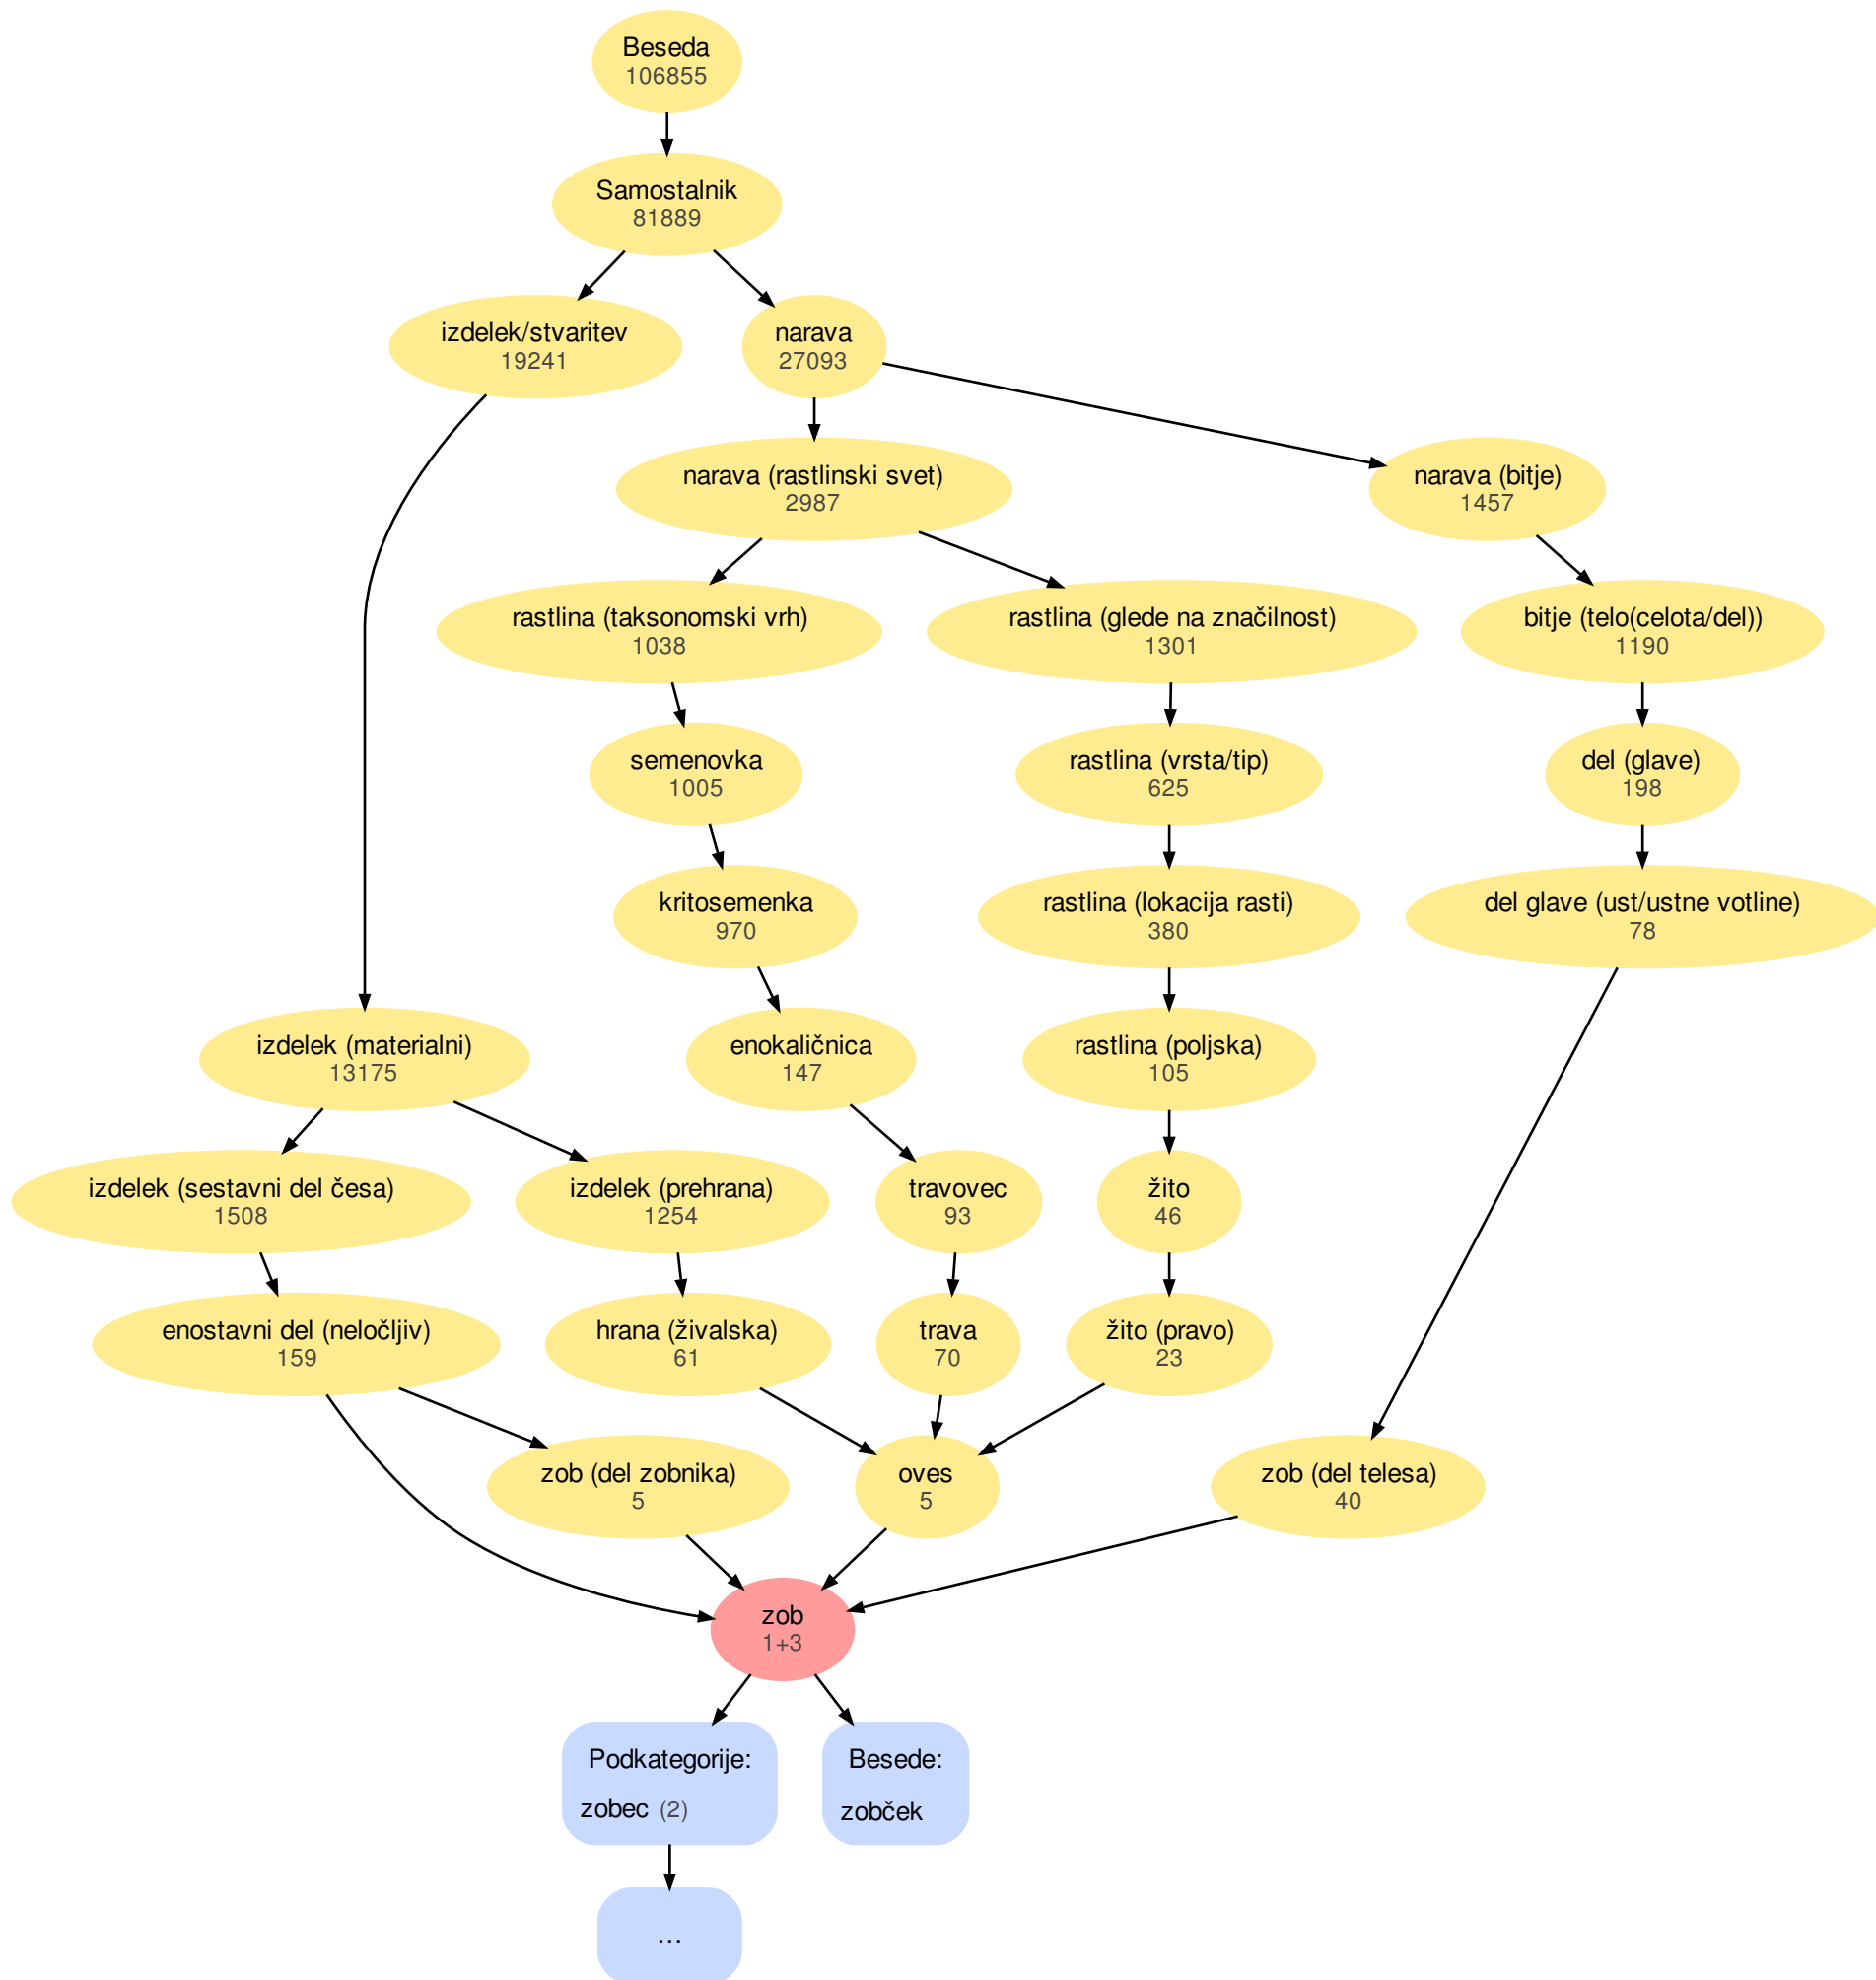 Beseda
106855
Samostalnik
81889
izdelek/stvaritev
19241
narava
27093
narava (rastlinski svet)
2987
narava (bitje)
1457
rastlina (taksonomski vrh)
1038
rastlina (glede na značilnost)
1301
bitje (telo(celota/del))
1190
semenovka
1005
rastlina (vrsta/tip)
625
del (glave)
198
kritosemenka
970
rastlina (lokacija rasti)
380
del glave (ust/ustne votline)
78
izdelek (materialni)
13175
enokaličnica
147
rastlina (poljska)
105
izdelek (sestavni del česa)
1508
izdelek (prehrana)
1254
travovec
93
žito
46
enostavni del (neločljiv)
159
hrana (živalska)
61
trava
70
žito (pravo)
23
zob (del zobnika)
5
oves
5
zob (del telesa)
40
zob
1+3
Podkategorije:
zobec (2)
Besede:
zobček
...